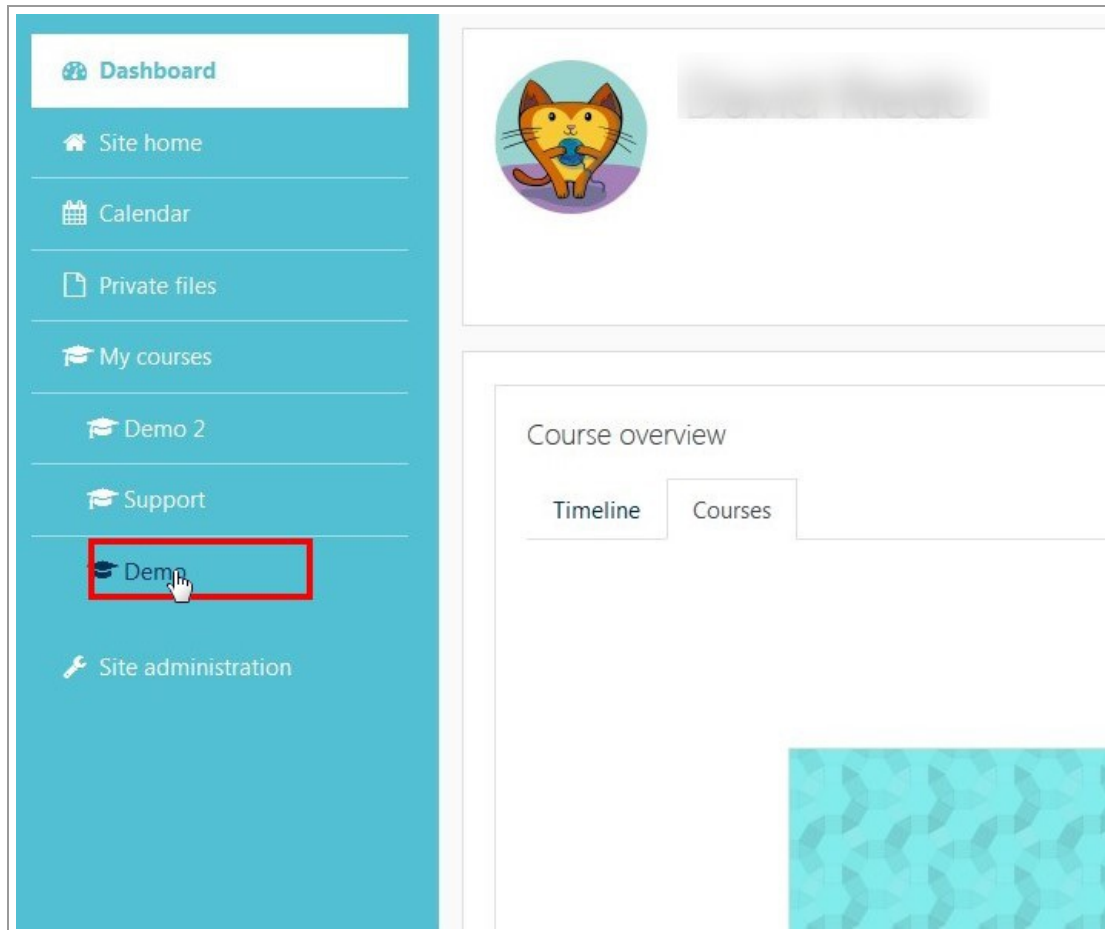 Dashboard
Site home
Calendar
Private files
My courses
Demo 2
Support
Demo
Site administration
Course overview
Timeline Courses